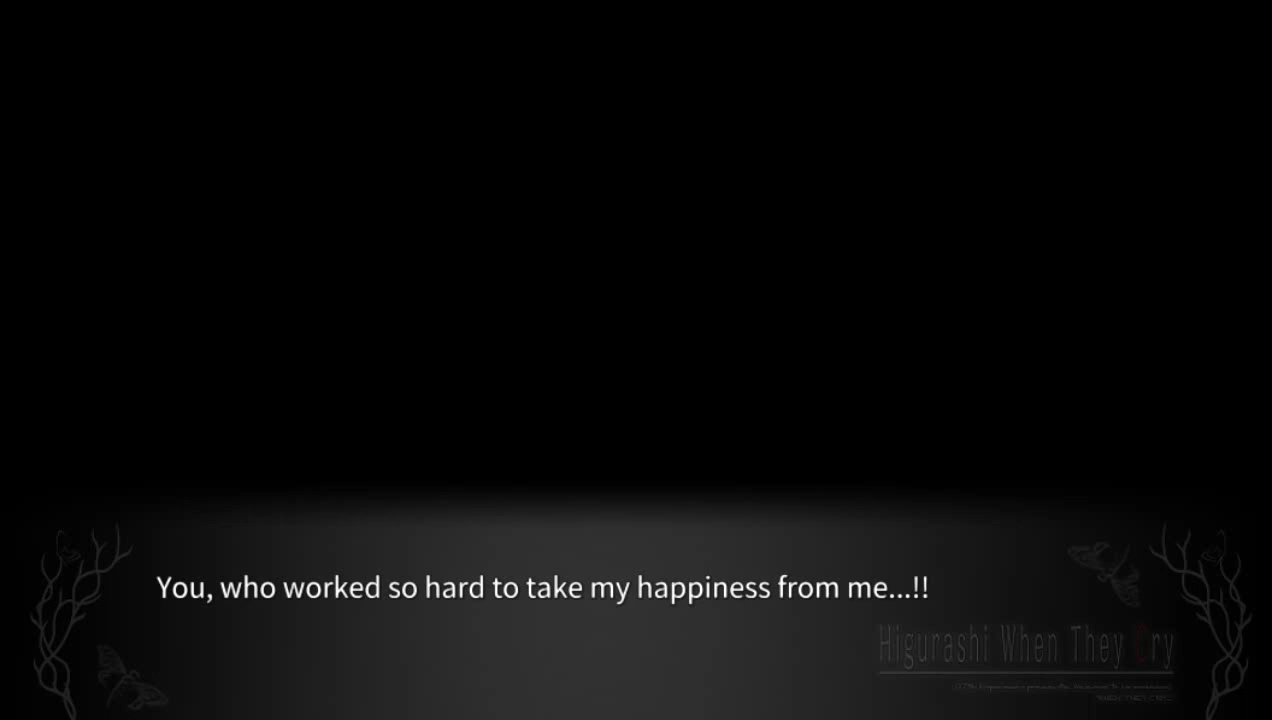 You, who worked so hard to take my happiness from me...!!
Higurashi When They Cry